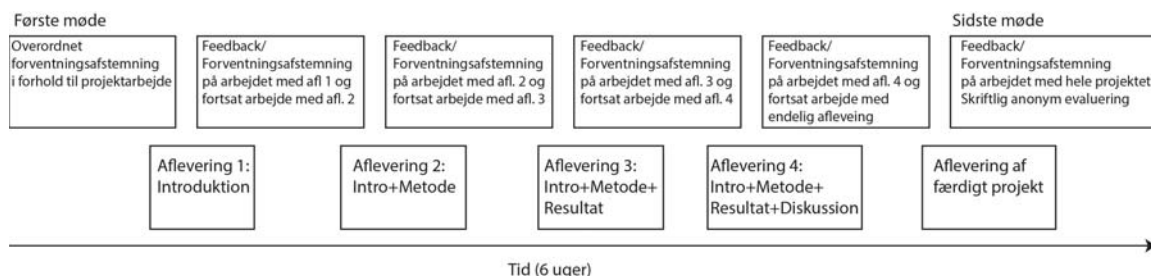 Første møde
Sidste møde
Overordnet
forventningsafstemning
i forhold til projektarbejde
Feedback/
Forventningsafstemning
på arbejdet med afl 1 og
fortsat arbejde med afl. 2
Feedback/
Forventningsafstemning
på arbejdet med afl. 2 og
fortsat arbejde med afl. 3
Feedback/
Forventningsafstemning
på arbejdet med afl. 3 og
fortsat arbejde med afl. 4
Feedback/
Forventningsafstemning
på arbejdet med afl. 4 og
fortsat arbejde med
endelig afleveing
Feedback/
Forventningsafstemning
på arbejdet med hele projektet
Skriftlig anonym evaluering
Aflevering 1:
Introduktion
Aflevering 2:
Intro+Metode
Aflevering 3:
Intro+Metode+
Resultat
Aflevering 4:
Intro+Metode+
Resultat+Diskussion
Aflevering af
færdigt projekt
Tid (6 uger)